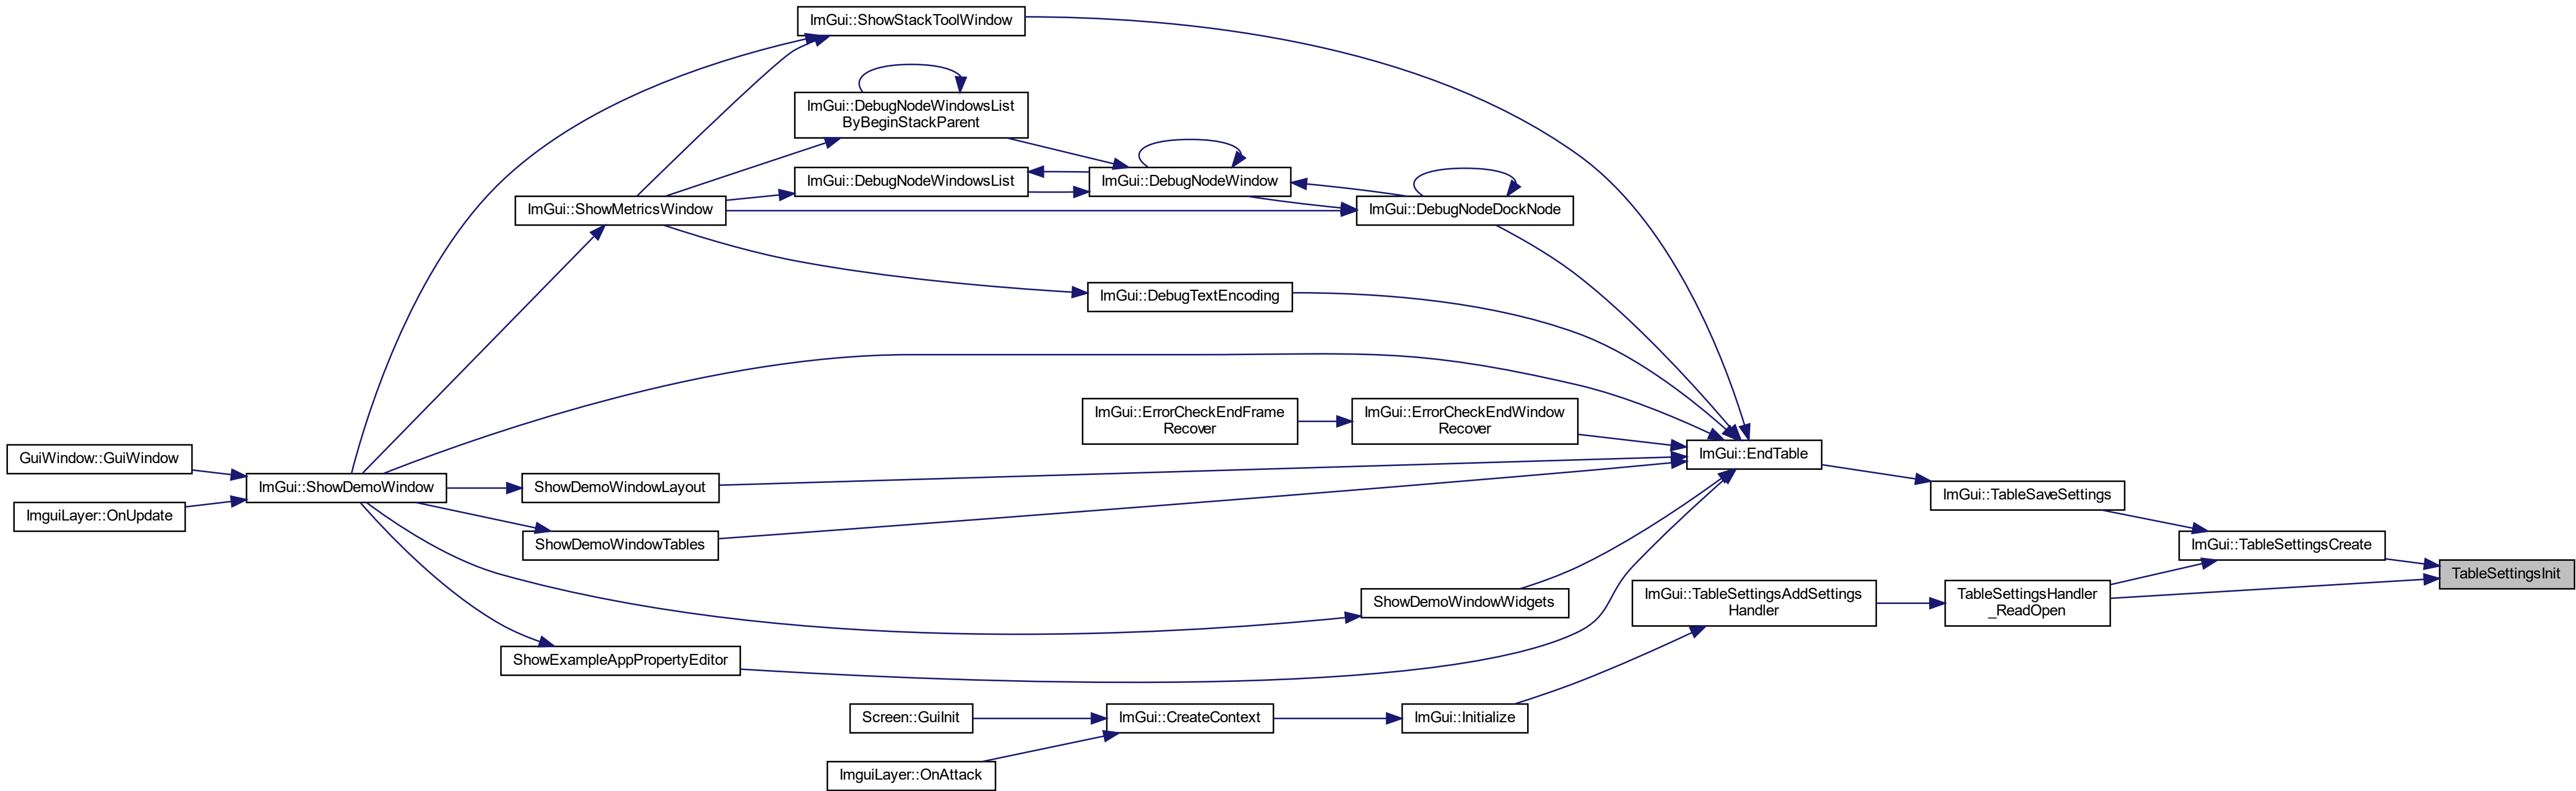 ImGui::ShowStackToolWindow
ImGui::DebugNodeWindowsList
ByBeginStackParent
ImGui::DebugNodeWindowsList
ImGui::DebugNodeWindow
ImGui::ShowMetricsWindow
ImGui::DebugNodeDockNode
ImGui::DebugTextEncoding
ImGui::ErrorCheckEndFrame
Recover
ImGui::ErrorCheckEndWindow
Recover
ImGui::EndTable
GuiWindow::GuiWindow
ImGui::ShowDemoWindow
ShowDemoWindowLayout
ImGui::TableSaveSettings
ImguiLayer::OnUpdate
ShowDemoWindowTables
ImGui::TableSettingsCreate
TableSettingsInit
ShowDemoWindowWidgets
ImGui::TableSettingsAddSettings
Handler
TableSettingsHandler
_ReadOpen
ShowExampleAppPropertyEditor
Screen::GuiInit
ImGui::CreateContext
ImGui::Initialize
ImguiLayer::OnAttack